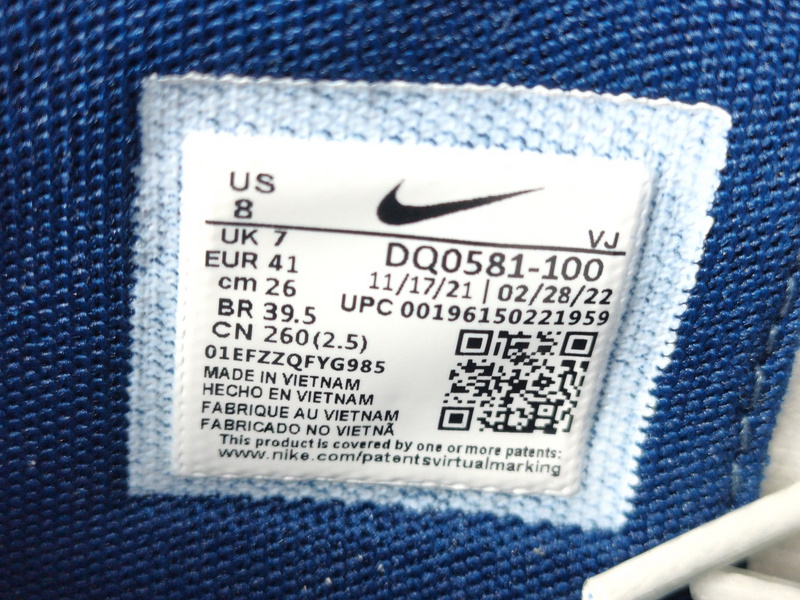 US
8
VJ
UK 7
DQ0581-100
EUR 41
11/17/21 | 02/28/22
cm 26
UPC 00196150221959
BR 39.5
CN 260(2.5)
01EFZZQFYG985
MADE IN VIETNAM
HECHO EN VIETNAM
FABRIQUE AU VIETNAM
FABRICADO NO VIETNÃ
This product is covered by one or more patents:
www.nike.com/patentsvirtualmarking